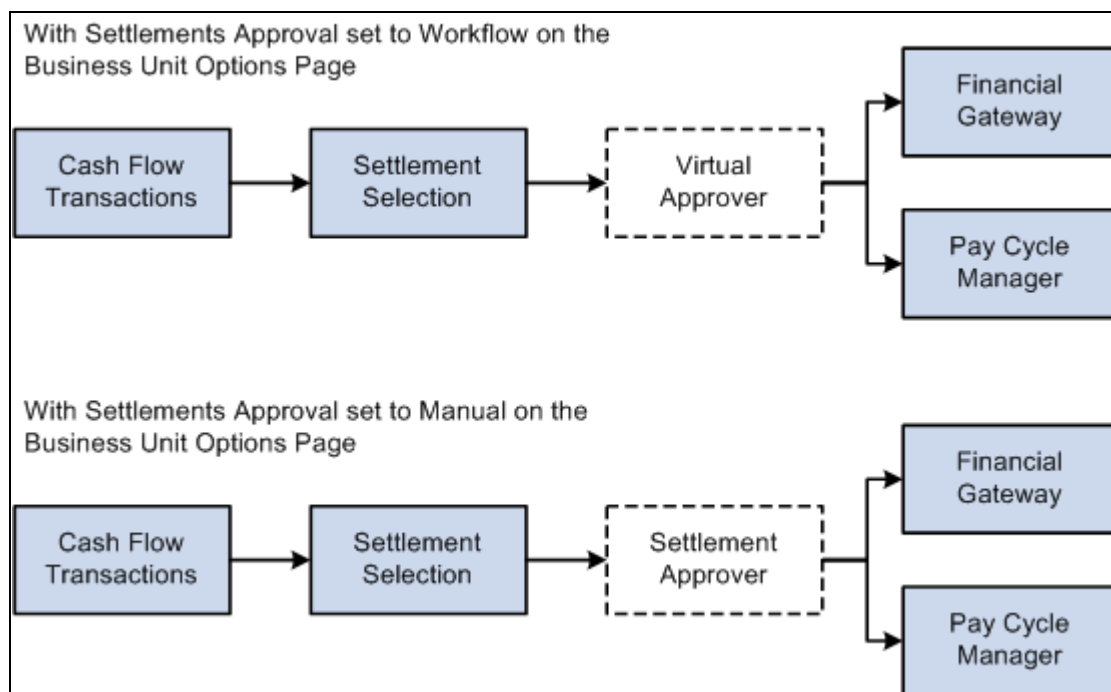 With Settlements Approval set to Workflow on the
Business Unit Options Page
Cash Flow
Transactions
Settlement
Selection
Virtual
Approver
Financial
Gateway
Pay Cycle
Manager
With Settlements Approval set to Manual on the
Business Unit Options Page
Cash Flow
Transactions
Settlement
Selection
Settlement
Approver
Financial
Gateway
Pay Cycle
Manager